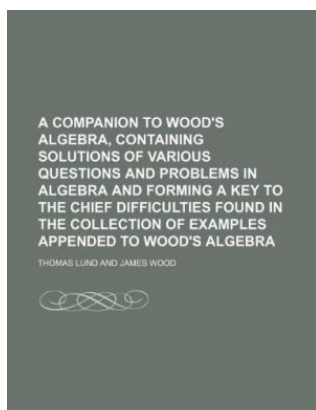 A COMPANION TO WOOD'S
ALGEBRA, CONTAINING
SOLUTIONS OF VARIOUS
QUESTIONS AND PROBLEMS IN
ALGEBRA AND FORMING A KEY TO
THE CHIEF DIFFICULTIES FOUND IN
THE COLLECTION OF EXAMPLES
APPENDED TO WOOD'S ALGEBRA
THOMAS LUND AND JAMES WOOD